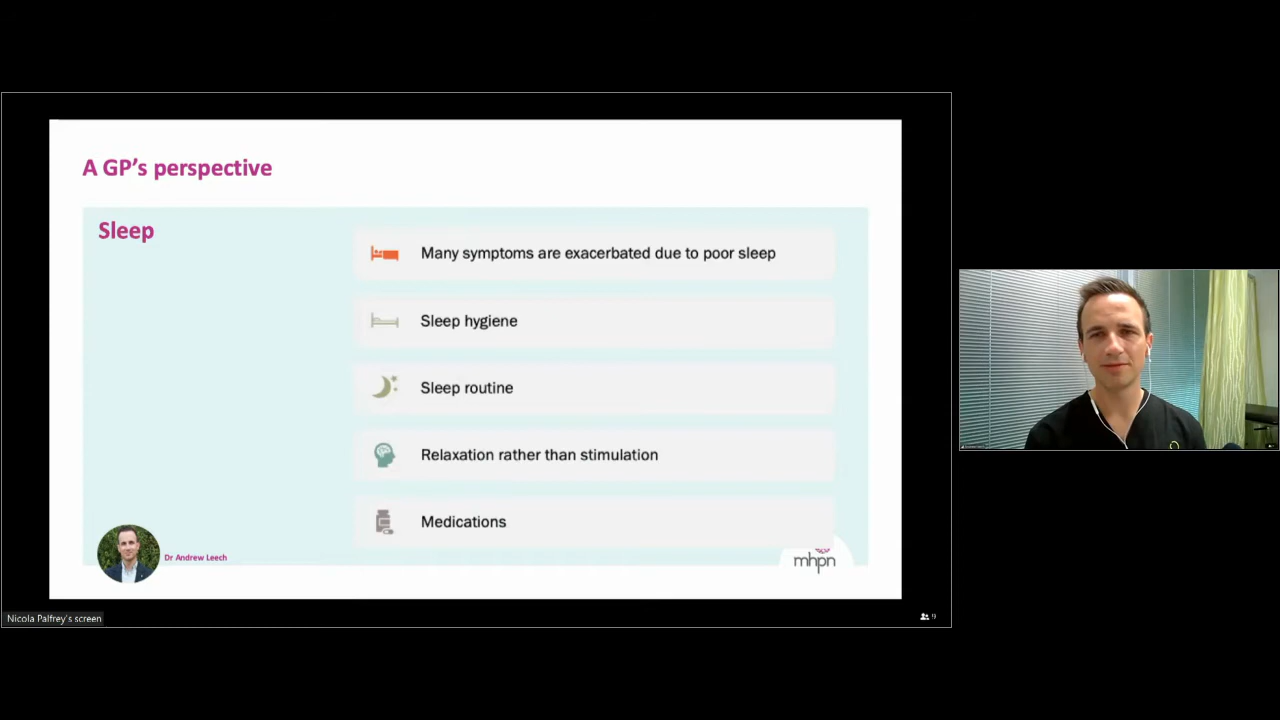 A GP’s perspective
Sleep
Many symptoms are exacerbated due to poor sleep
Sleep hygiene
Sleep routine
Relaxation rather than stimulation
Medications
Dr Andrew Leech
mhpn
Nicola Palfrey's screen
9